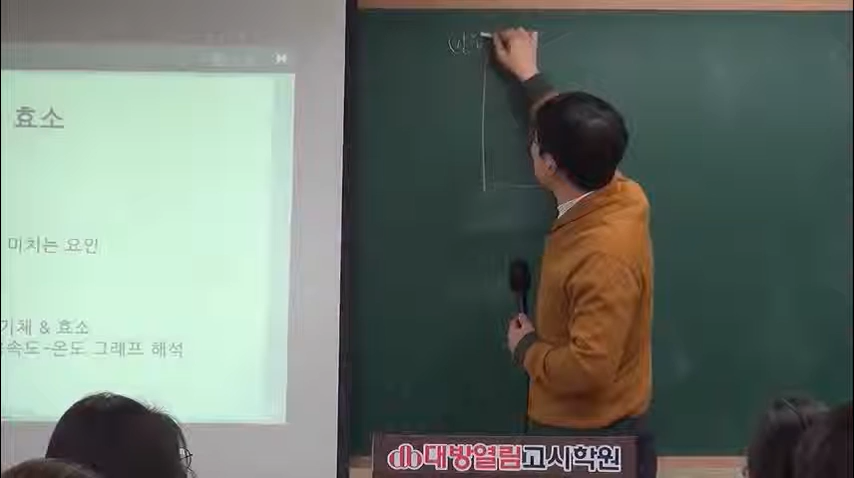 효소
미치는 요인
기체 & 효소
속도-온도 그래프 해석
대방열림고시학원